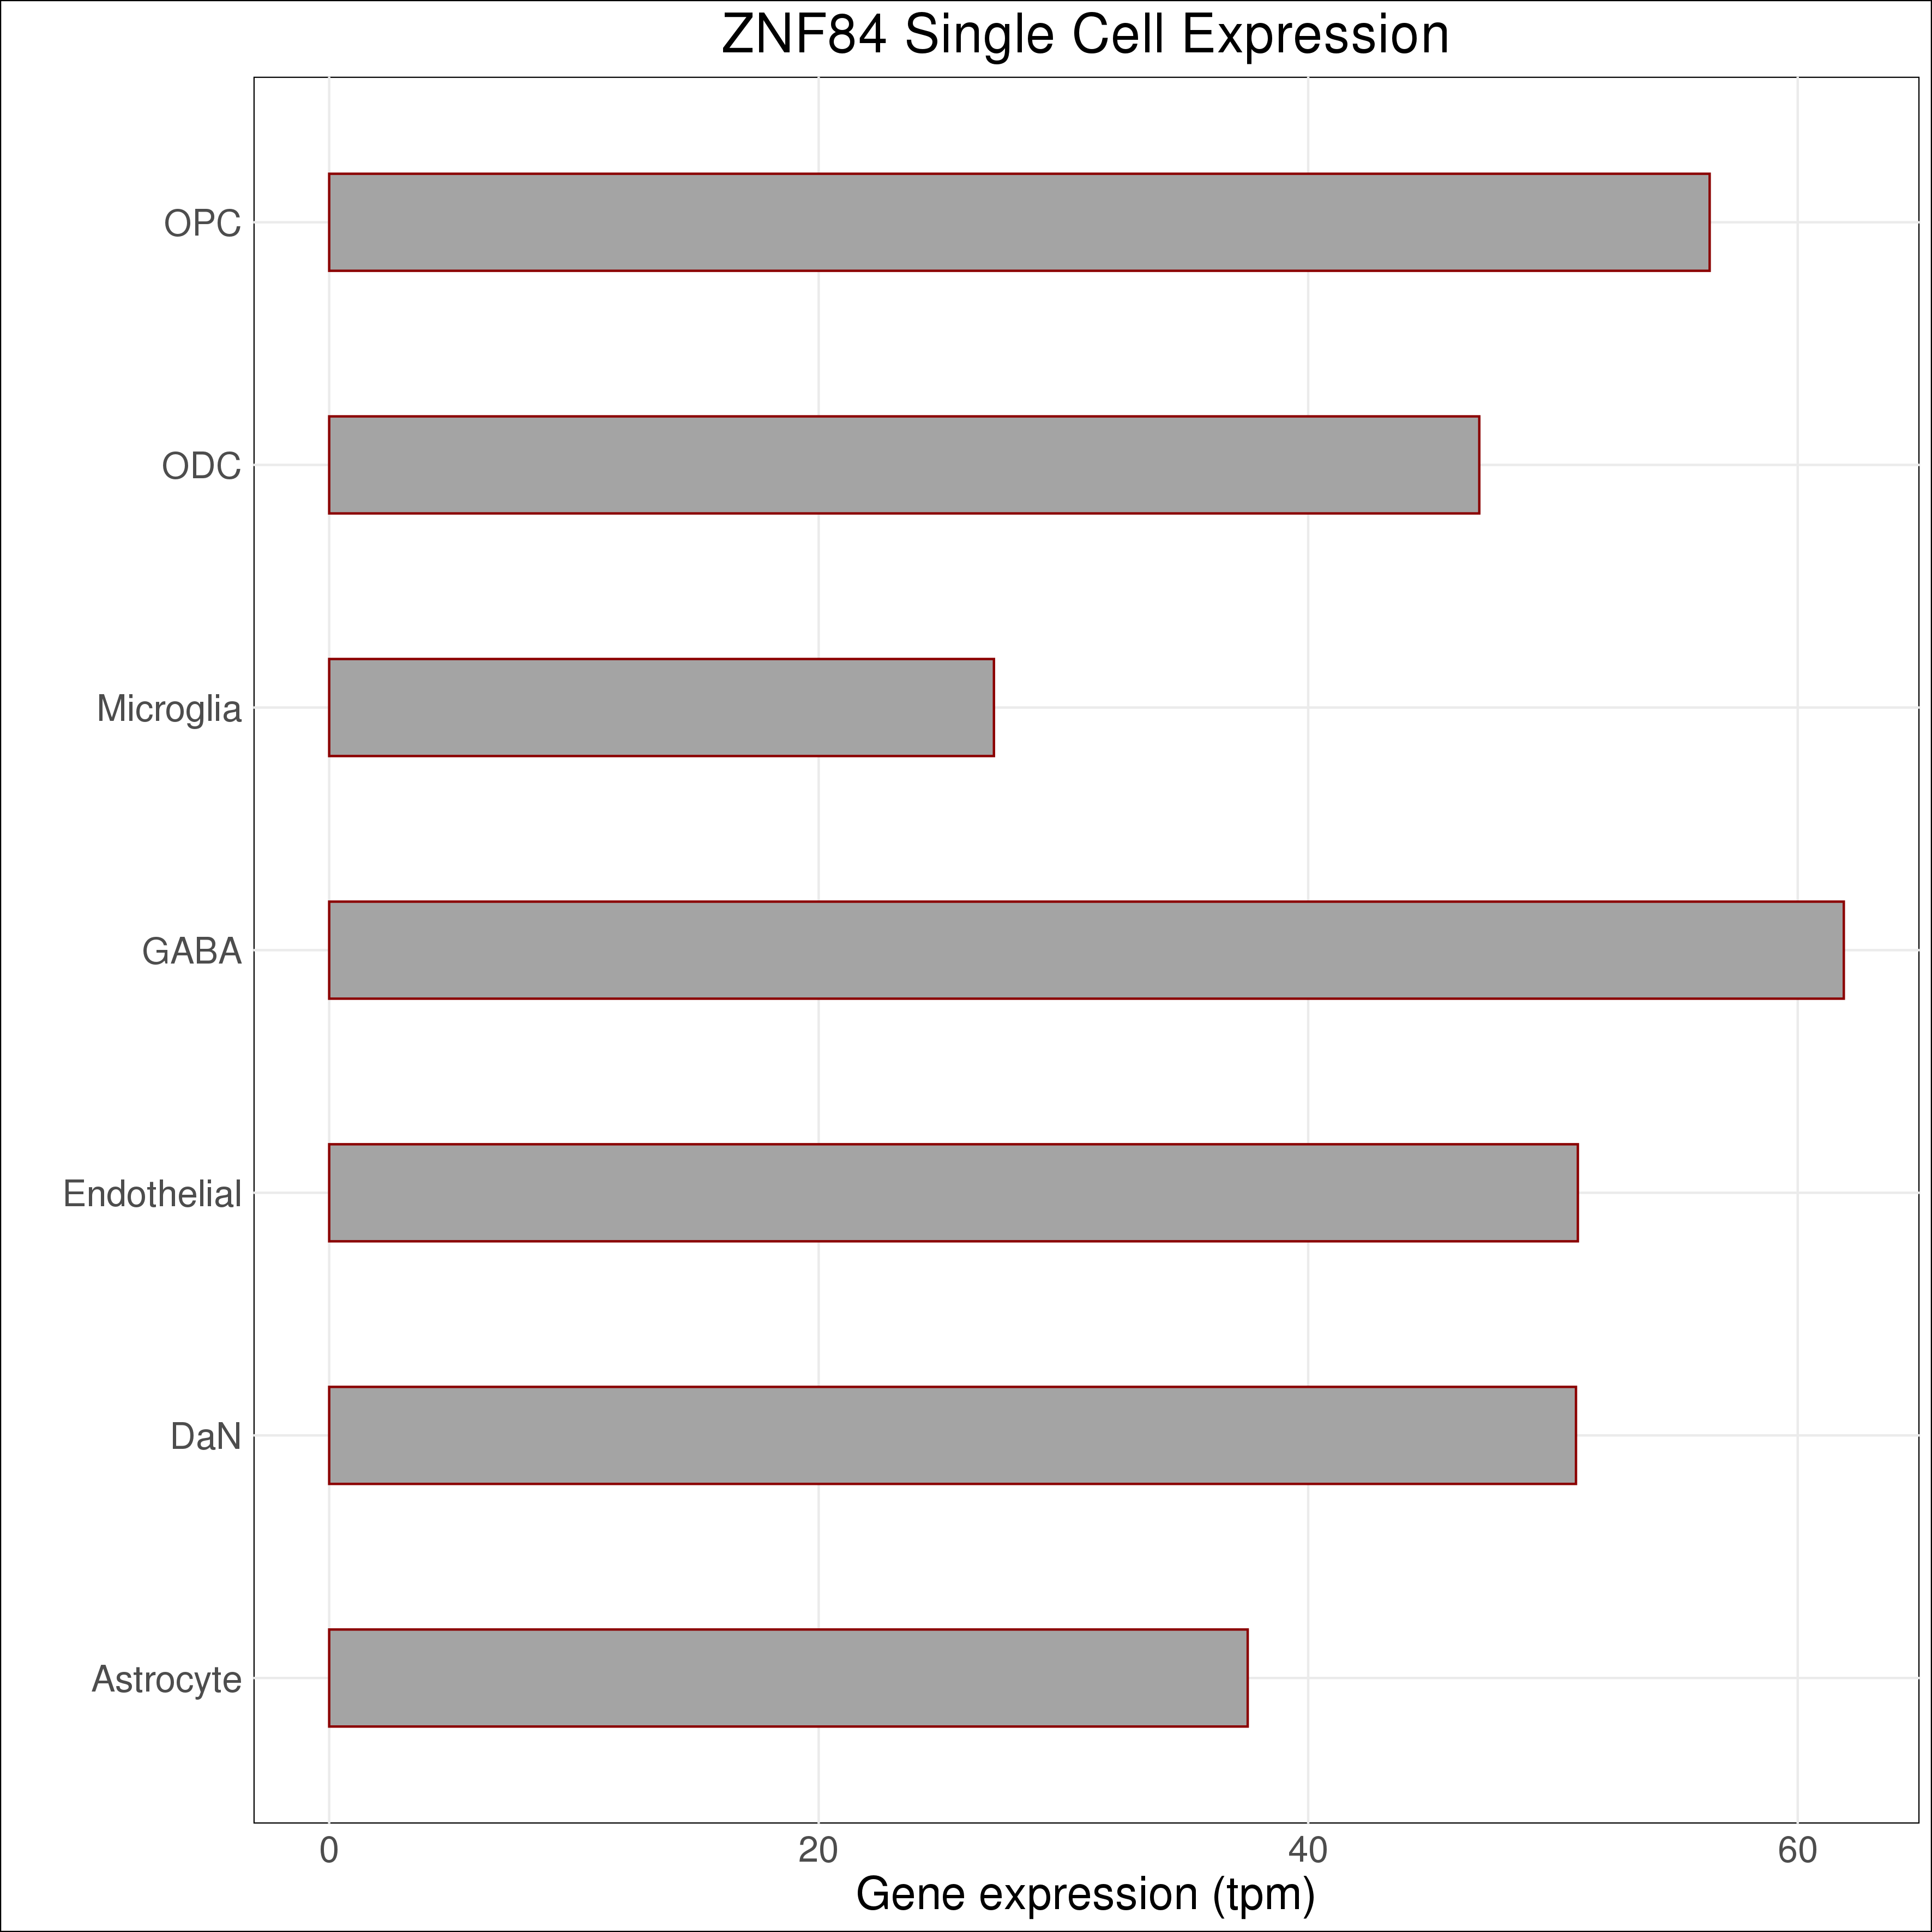 ZNF84 Single Cell Expression
OPC
ODC
Microglia
GABA
Endothelial
DaN
Astrocyte
0 20 40 60
Gene expression (tpm)